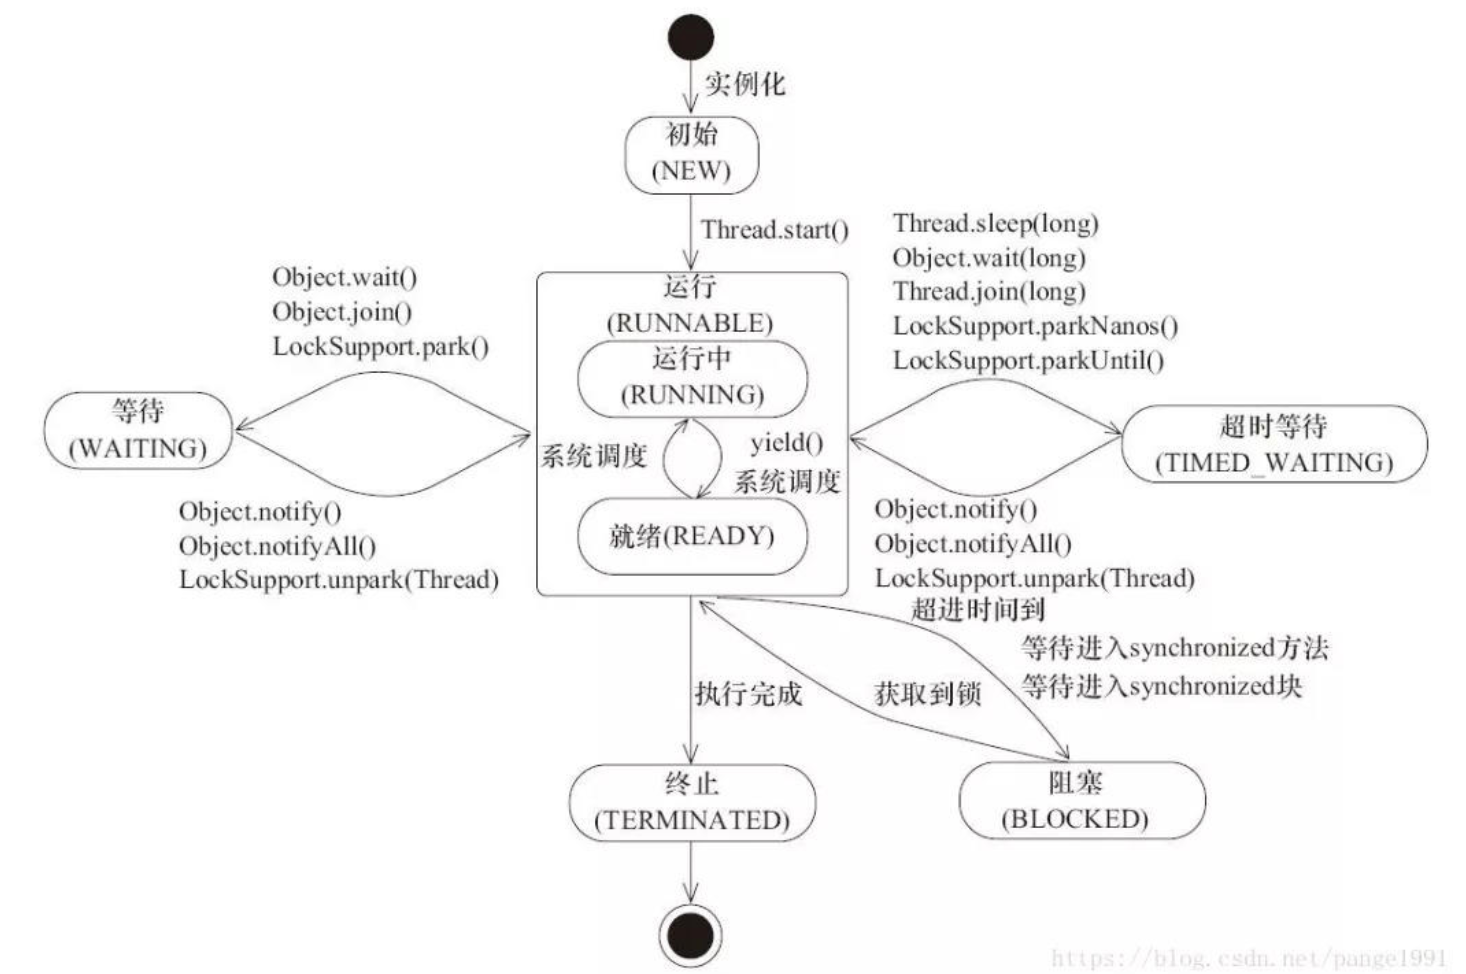 实例化
初始
(NEW)
Thread.start()
Object.wait()
Object.join()
LockSupport.park()
Thread.sleep(long)
Object.wait(long)
Thread.join(long)
LockSupport.parkNanos()
LockSupport.parkUntil()
运行
(RUNNABLE)
运行中
(RUNNING)
等待
(WAITING)
超时等待
(TIMED_WAITING)
系统调度
yield()
系统调度
就绪(READY)
Object.notify()
Object.notifyAll()
LockSupport.unpark(Thread)
Object.notify()
Object.notifyAll()
LockSupport.unpark(Thread)
超进时间到
等待进入synchronized方法
等待进入synchronized块
执行完成
获取到锁
终止
(TERMINATED)
阻塞
(BLOCKED)
https://blog.csdn.net/pange1991